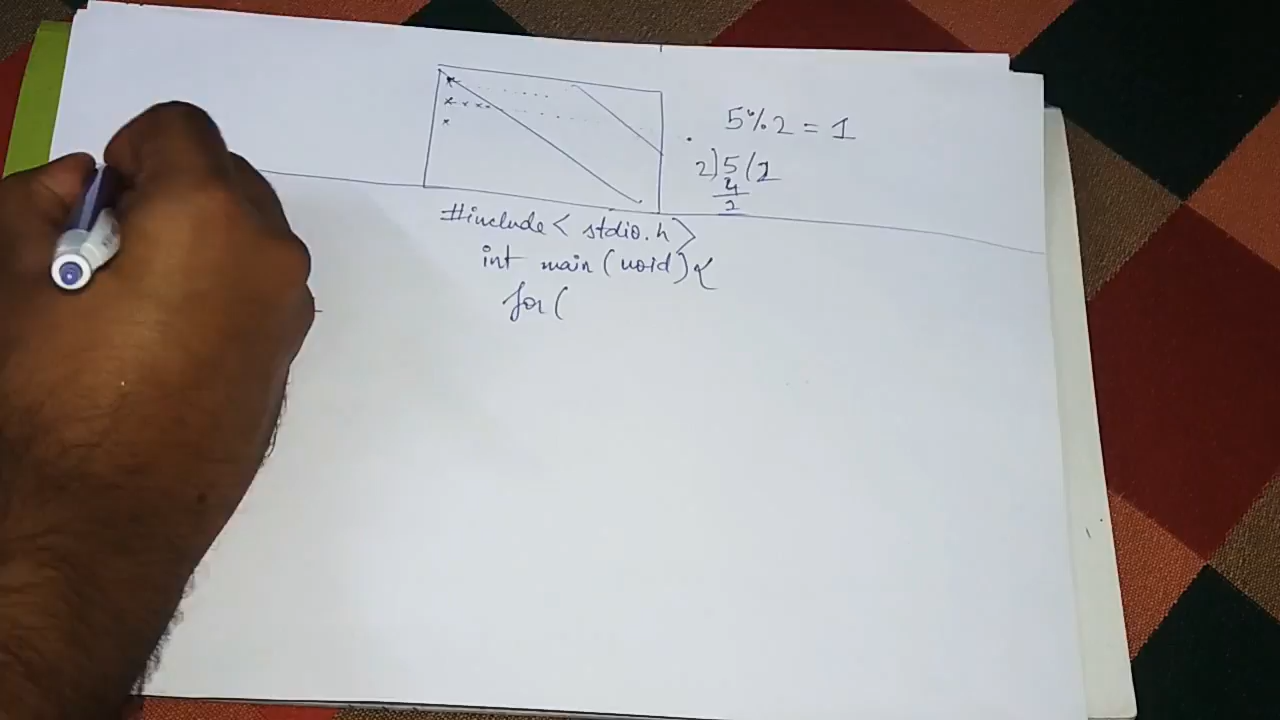 5%2 = 1
2)5(2
4
1
#include < stdio.h >
int main (void) {
for (